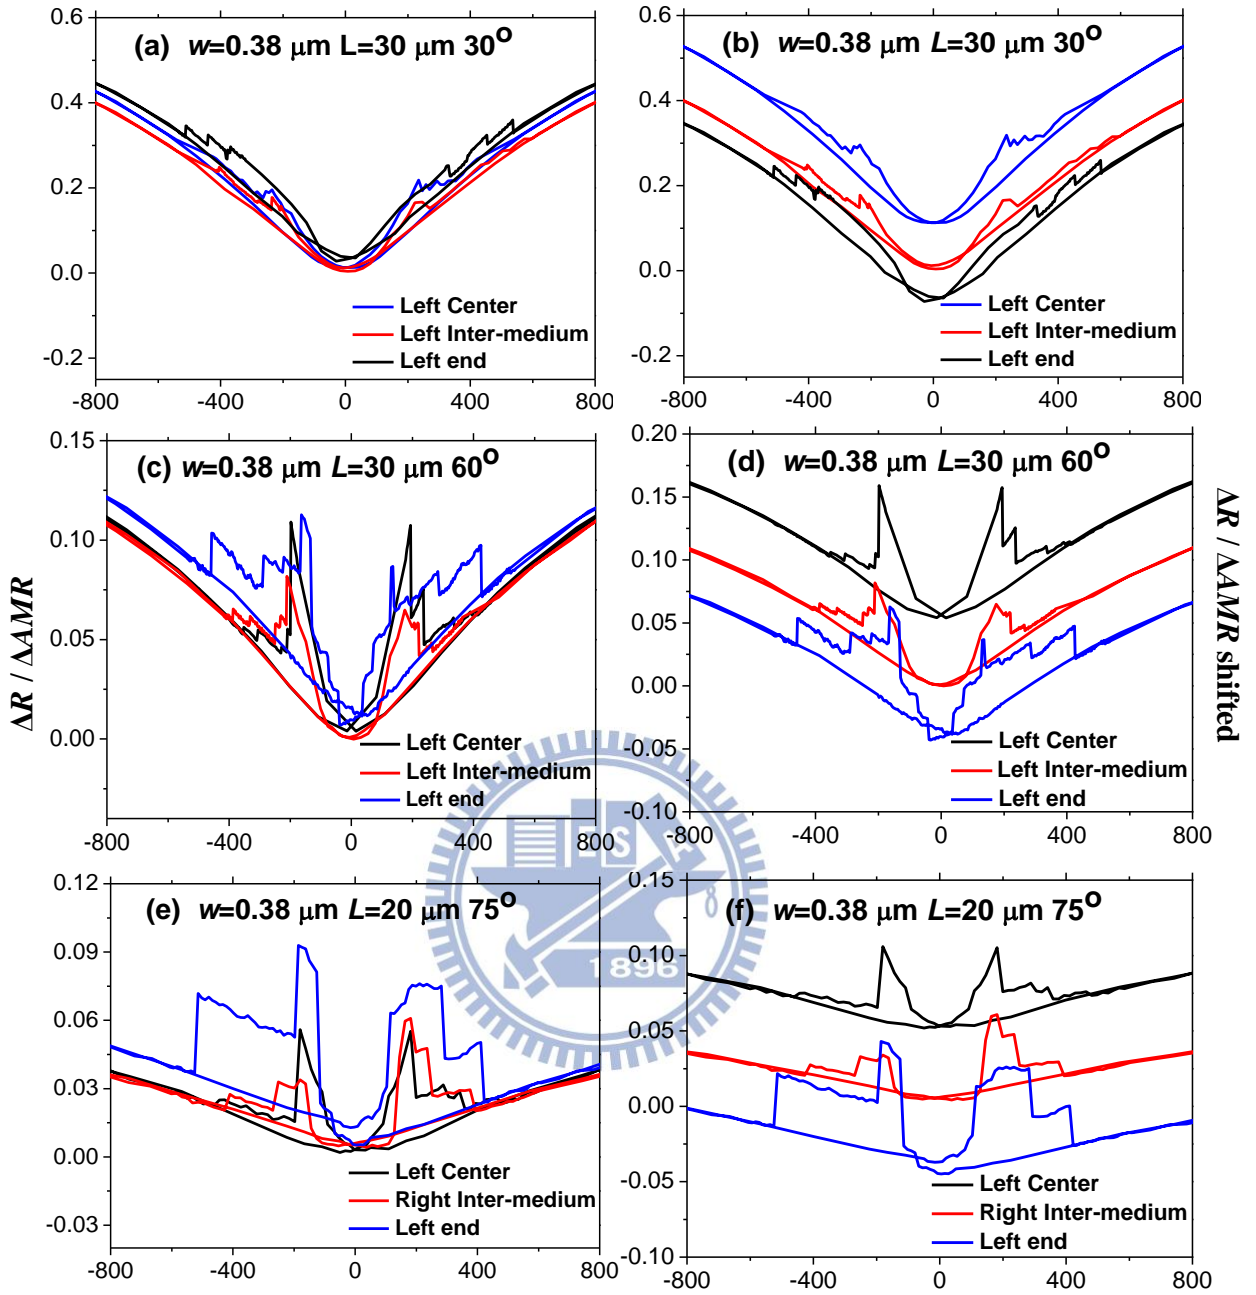 (a) w=0.38 μm L=30 μm 30°
0.6
0.4
0.2
0.0
-0.2
-800 -400 0 400 800
Left Center
Left Inter-medium
Left end
(b) w=0.38 μm L=30 μm 30°
0.6
0.4
0.2
0.0
-0.2
-800 -400 0 400 800
Left Center
Left Inter-medium
Left end
ΔR / ΔAMR
(c) w=0.38 μm L=30 μm 60°
0.15
0.10
0.05
0.00
-800 -400 0 400 800
Left Center
Left Inter-medium
Left end
(d) w=0.38 μm L=30 μm 60°
0.20
0.15
0.10
0.05
0.00
-0.05
-0.10
-800 -400 0 400 800
Left Center
Left Inter-medium
Left end
ΔR / ΔAMR shifted
(e) w=0.38 μm L=20 μm 75°
0.12
0.09
0.06
0.03
0.00
-0.03
-800 -400 0 400 800
Left Center
Right Inter-medium
Left end
(f) w=0.38 μm L=20 μm 75°
0.15
0.10
0.05
0.00
-0.05
-0.10
-800 -400 0 400 800
Left Center
Right Inter-medium
Left end
E S
1896